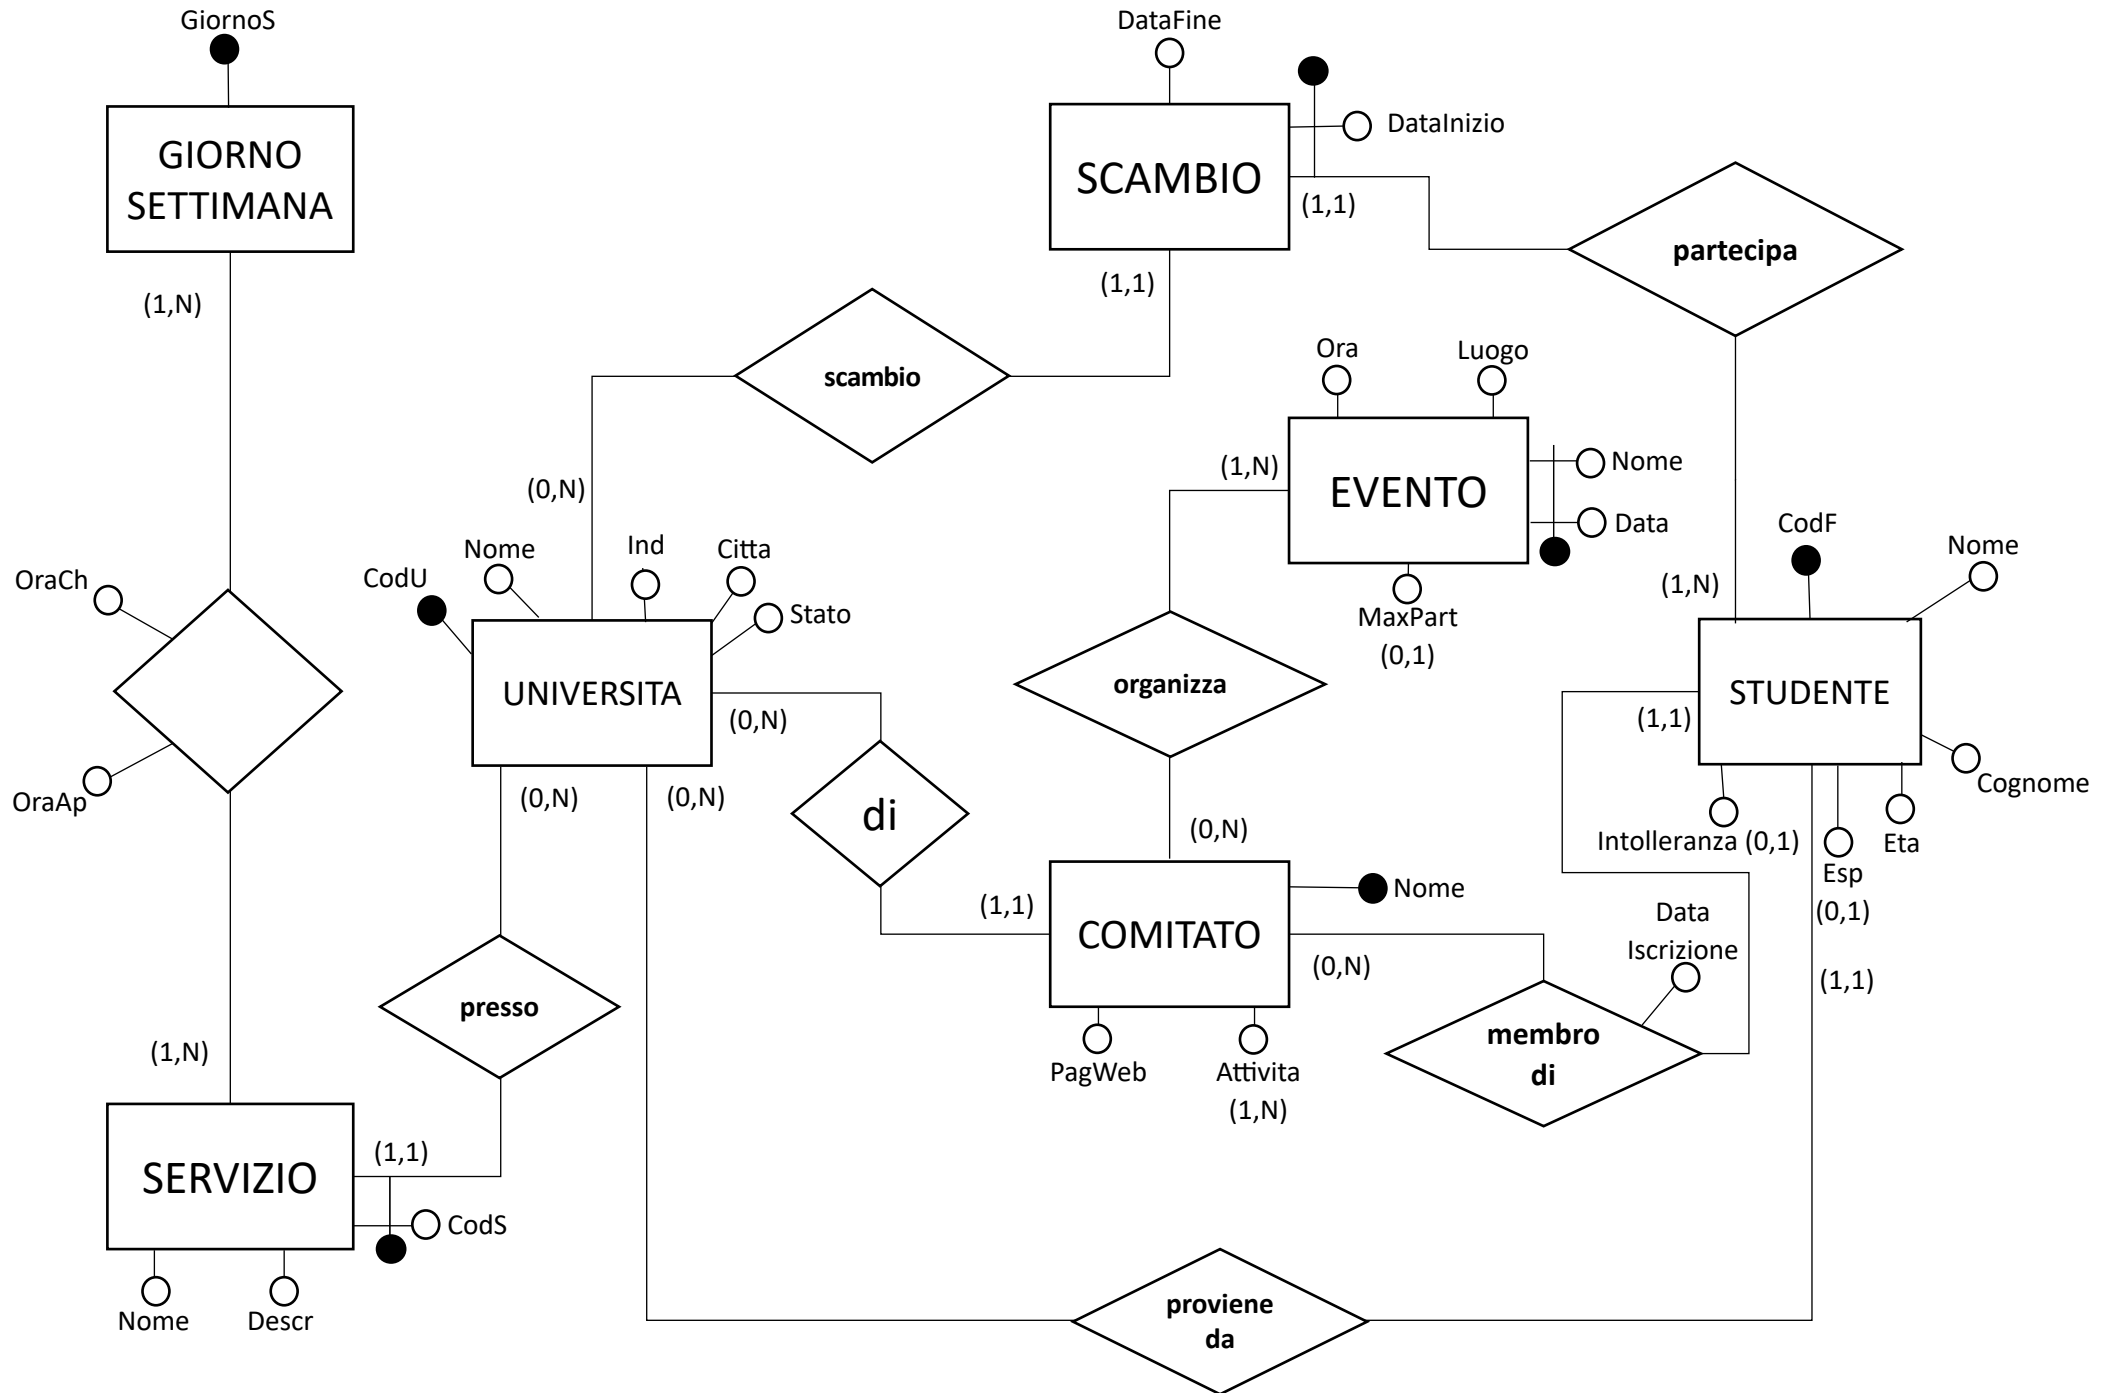 GiornoS
GIORNO
SETTIMANA
(1,N)
OraCh
OraAp
(1,N)
SERVIZIO
(1,1)
CodS
Nome
Descr
DataFine
DataInizio
SCAMBIO
(1,1)
(1,1)
partecipa
scambio
(0,N)
Ora
Luogo
(1,N)
EVENTO
Nome
Data
MaxPart
(0,1)
CodU
Nome
Ind
Citta
Stato
UNIVERSITA
(0,N)
(0,N)
(0,N)
di
organizza
(0,N)
(1,N)
CodF
Nome
STUDENTE
(1,1)
Cognome
Intolleranza (0,1)
Esp
(0,1)
Eta
(1,1)
(1,1)
COMITATO
Nome
(0,N)
PagWeb
Attivita
(1,N)
Data
Iscrizione
membro
di
presso
proviene
da